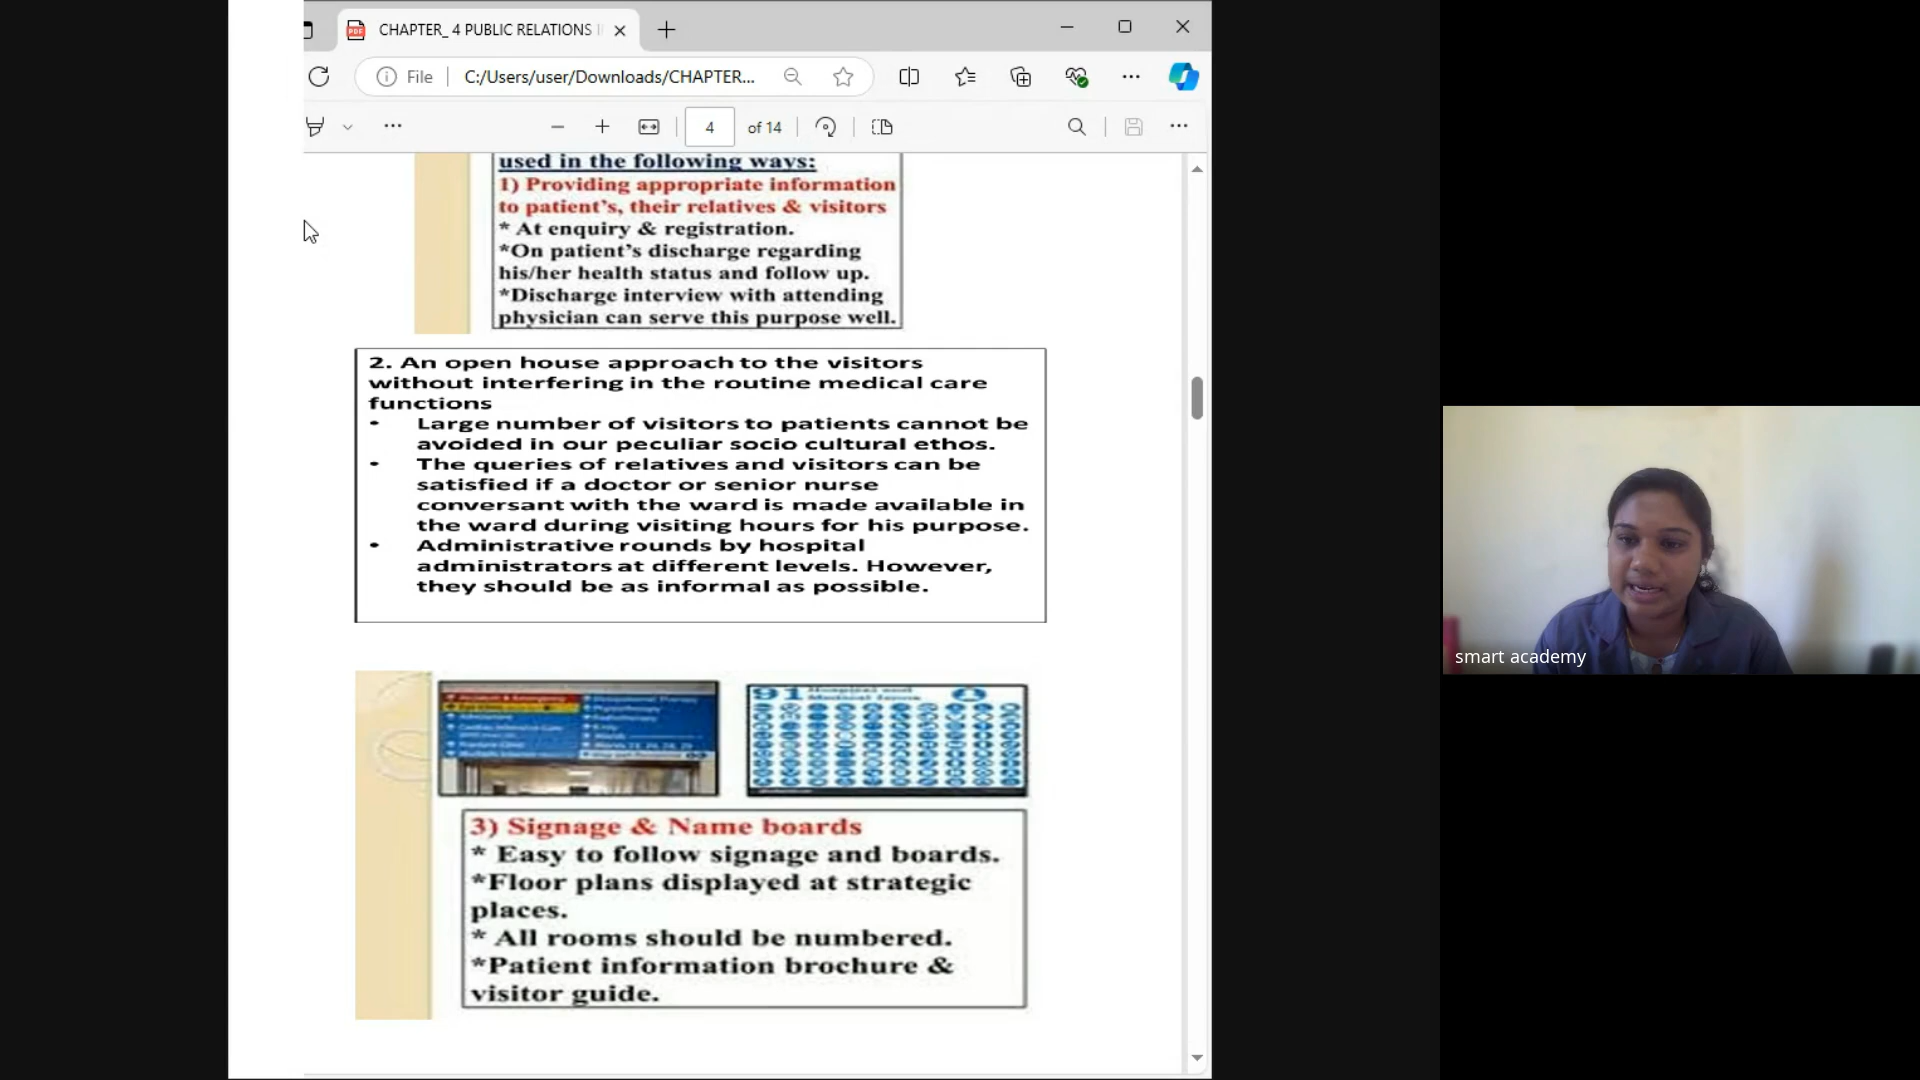 CHAPTER_ 4 PUBLIC RELATIONS I
File
C:/Users/user/Downloads/CHAPTER...
4
of 14
used in the following ways:
1) Providing appropriate information
to patient's, their relatives & visitors
* At enquiry & registration.
*On patient's discharge regarding
his/her health status and follow up.
*Discharge interview with attending
physician can serve this purpose well.
2. An open house approach to the visitors
without interfering in the routine medical care
functions
• Large number of visitors to patients cannot be
avoided in our peculiar socio cultural ethos.
• The queries of relatives and visitors can be
satisfied if a doctor or senior nurse
conversant with the ward is made available in
the ward during visiting hours for his purpose.
• Administrative rounds by hospital
administrators at different levels. However,
they should be as informal as possible.
91 Hospital and
Medical Icons
3) Signage & Name boards
* Easy to follow signage and boards.
*Floor plans displayed at strategic
places.
* All rooms should be numbered.
*Patient information brochure &
visitor guide.
smart academy